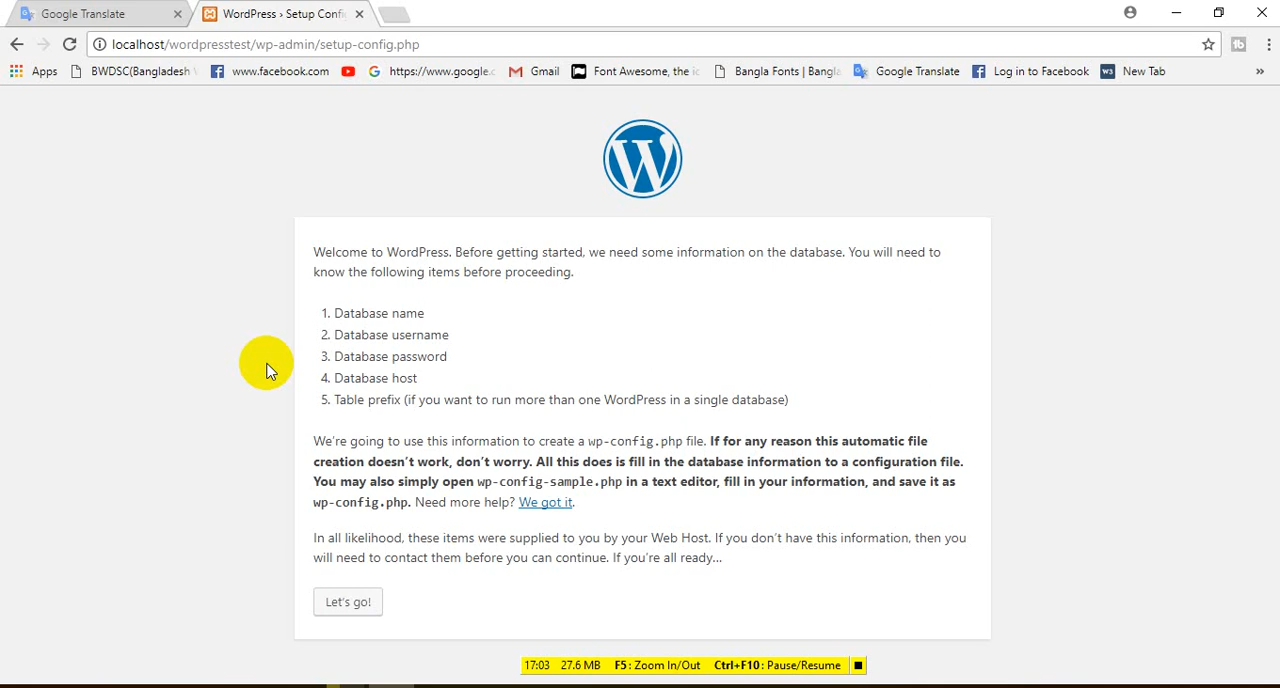 Google Translate
WordPress › Setup Confi
localhost/wordpresstest/wp-admin/setup-config.php
Apps BWDSC(Bangladesh www.facebook.com https://www.google. Gmail Font Awesome, the ic Bangla Fonts | Bangla Google Translate Log in to Facebook w3 New Tab »
Welcome to WordPress. Before getting started, we need some information on the database. You will need to
know the following items before proceeding.
1. Database name
2. Database username
3. Database password
4. Database host
5. Table prefix (if you want to run more than one WordPress in a single database)
We’re going to use this information to create a wp-config.php file. If for any reason this automatic file
creation doesn’t work, don’t worry. All this does is fill in the database information to a configuration file.
You may also simply open wp-config-sample.php in a text editor, fill in your information, and save it as
wp-config.php. Need more help? We got it.
In all likelihood, these items were supplied to you by your Web Host. If you don’t have this information, then you
will need to contact them before you can continue. If you’re all ready…
Let’s go!
17:03 27.6 MB F5 : Zoom In/Out Ctrl+F10 : Pause/Resume